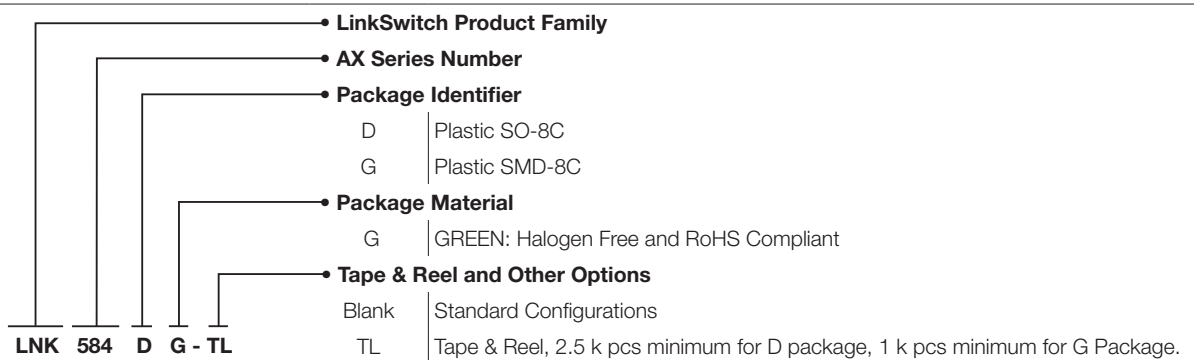 LinkSwitch Product Family
AX Series Number
Package Identifier
D Plastic SO-8C
G Plastic SMD-8C
Package Material
G GREEN: Halogen Free and RoHS Compliant
Tape & Reel and Other Options
Blank Standard Configurations
TL Tape & Reel, 2.5 k pcs minimum for D package, 1 k pcs minimum for G Package.
LNK 584 D G - TL